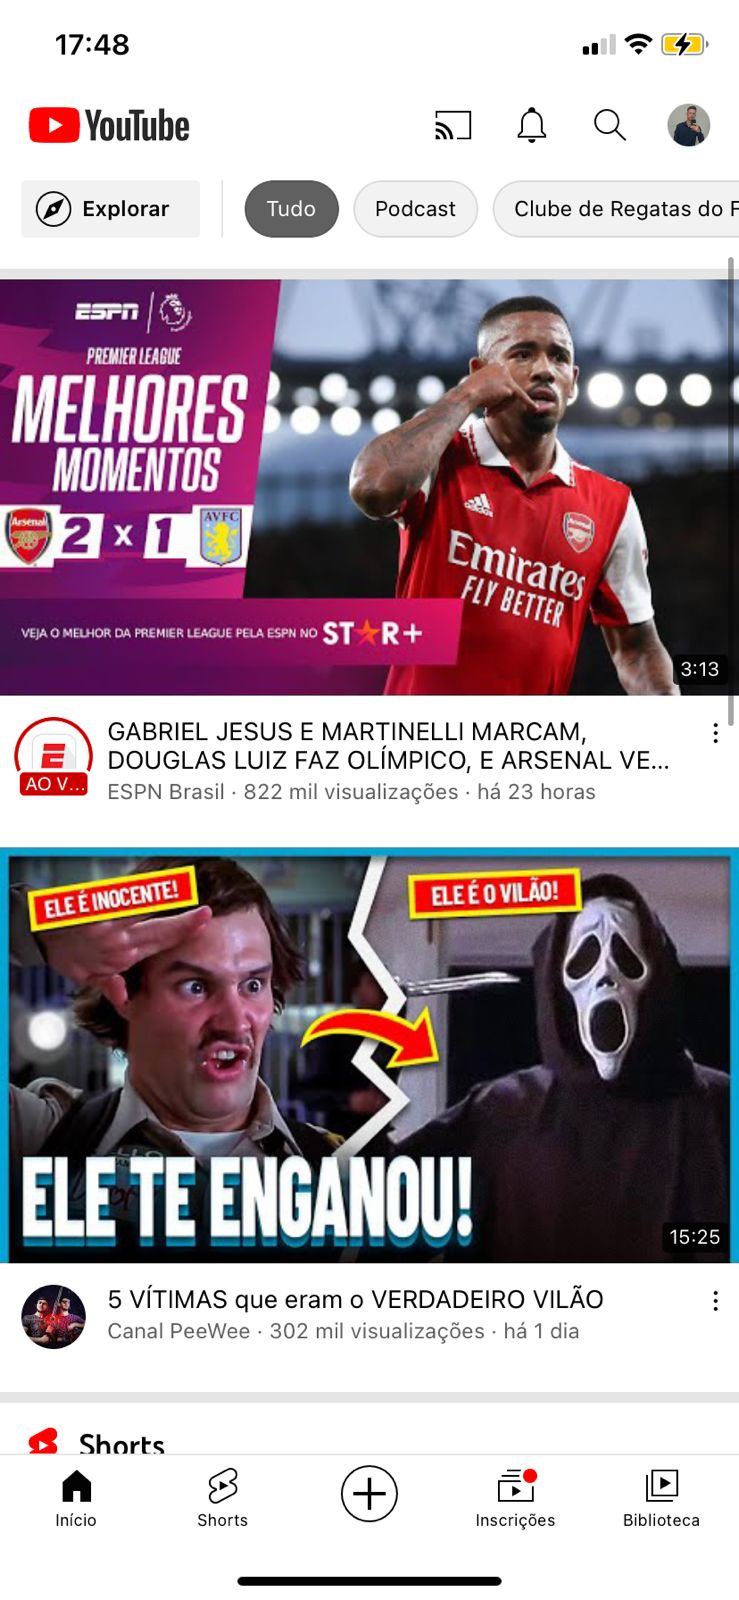 17:48
YouTube
Explorar
Tudo
Podcast
Clube de Regatas do F
ESPN
PREMIER LEAGUE
MELHORES
MOMENTOS
Arsenal 2 x 1 AVFC
VEJA O MELHOR DA PREMIER LEAGUE PELA ESPN NO STAR+
Arsenal
Emirates
FLY BETTER
3:13
GABRIEL JESUS E MARTINELLI MARCAM,
DOUGLAS LUIZ FAZ OLÍMPICO, E ARSENAL VE...
ESPN Brasil · 822 mil visualizações · há 23 horas
E
AO V...
ELE É INOCENTE!
ELE É O VILÃO!
ELE TE ENGANOU!
15:25
5 VÍTIMAS que eram o VERDADEIRO VILÃO
Canal PeeWee · 302 mil visualizações · há 1 dia
Shorts
Início
Shorts
Inscrições
Biblioteca